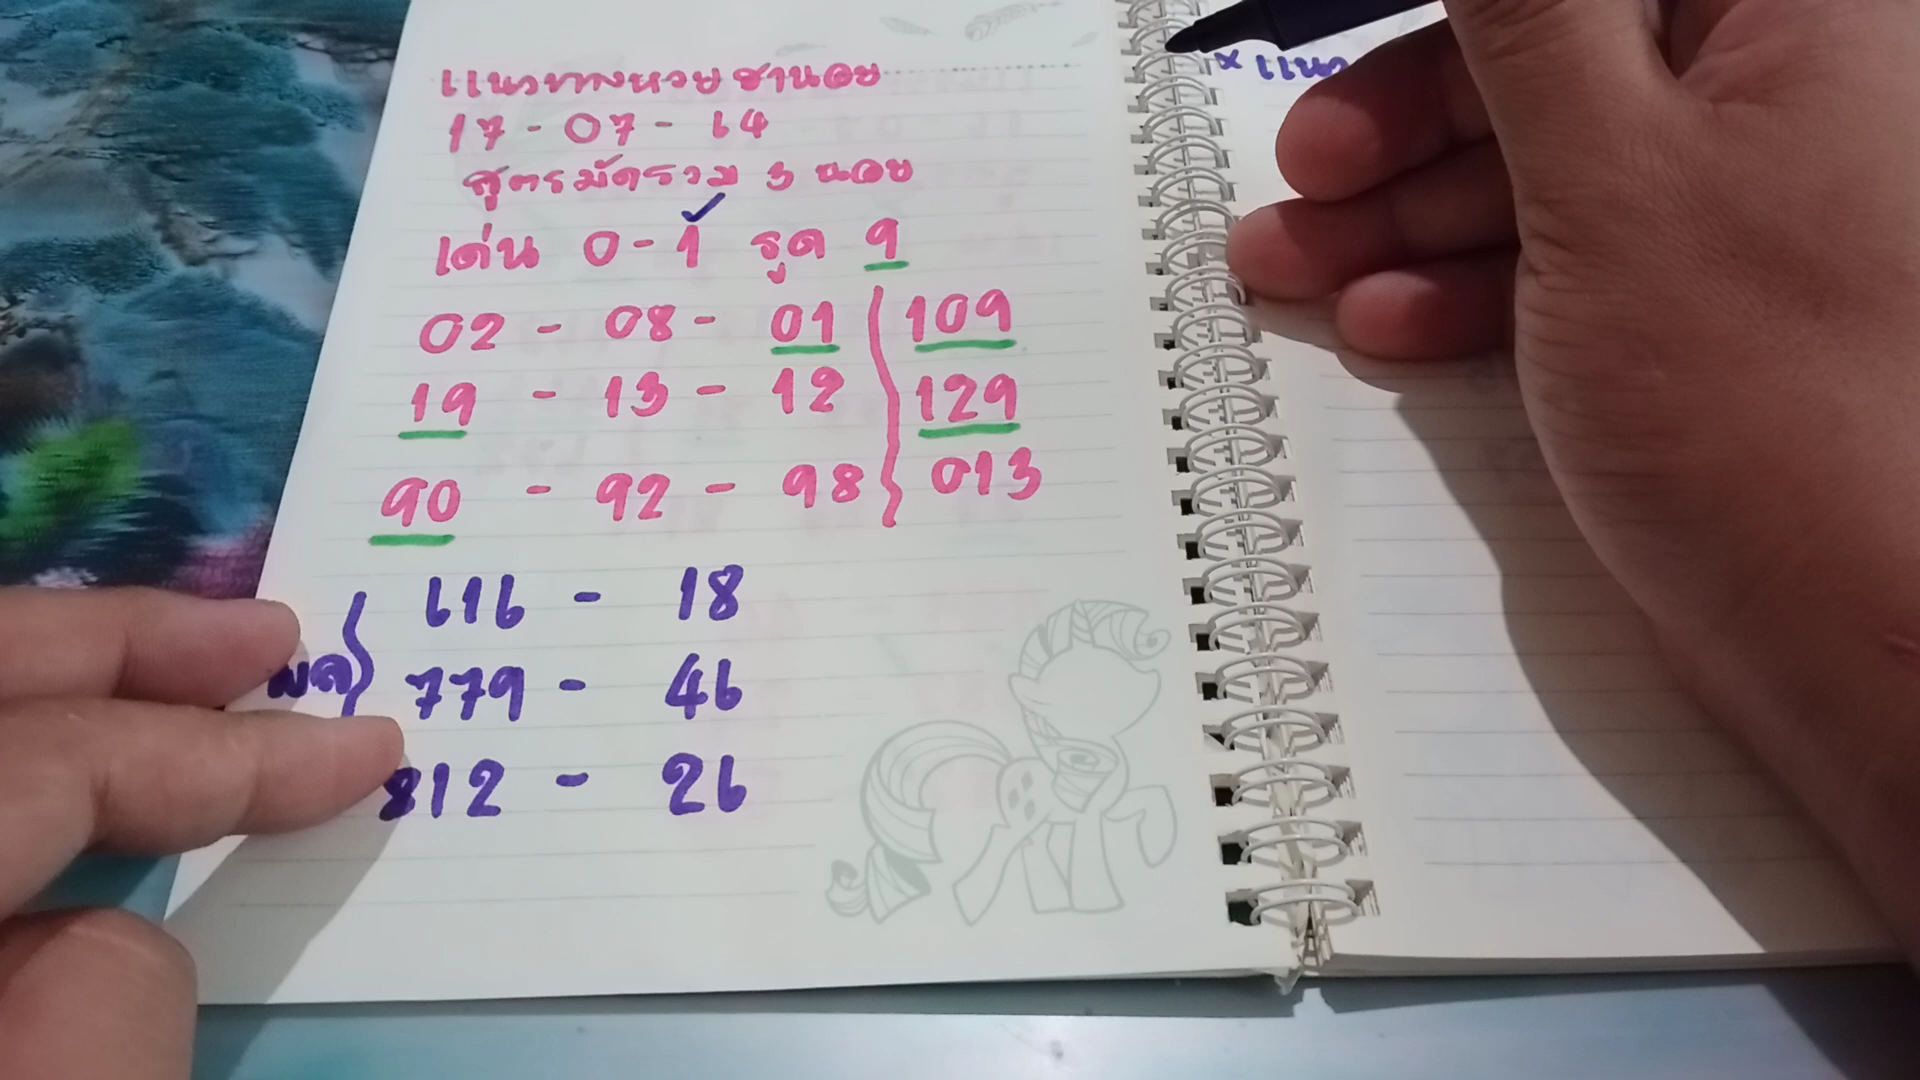 แนวทางหวยฮานอย
17 - 07 - 64
สูตรมัดรวม 3 นอย
เด่น 0 - 1 รูด 9
02 - 08 - 01 109
19 - 13 - 12 129
90 - 92 - 98 013
616 - 18
ผล 779 - 46
812 - 26
× แนว